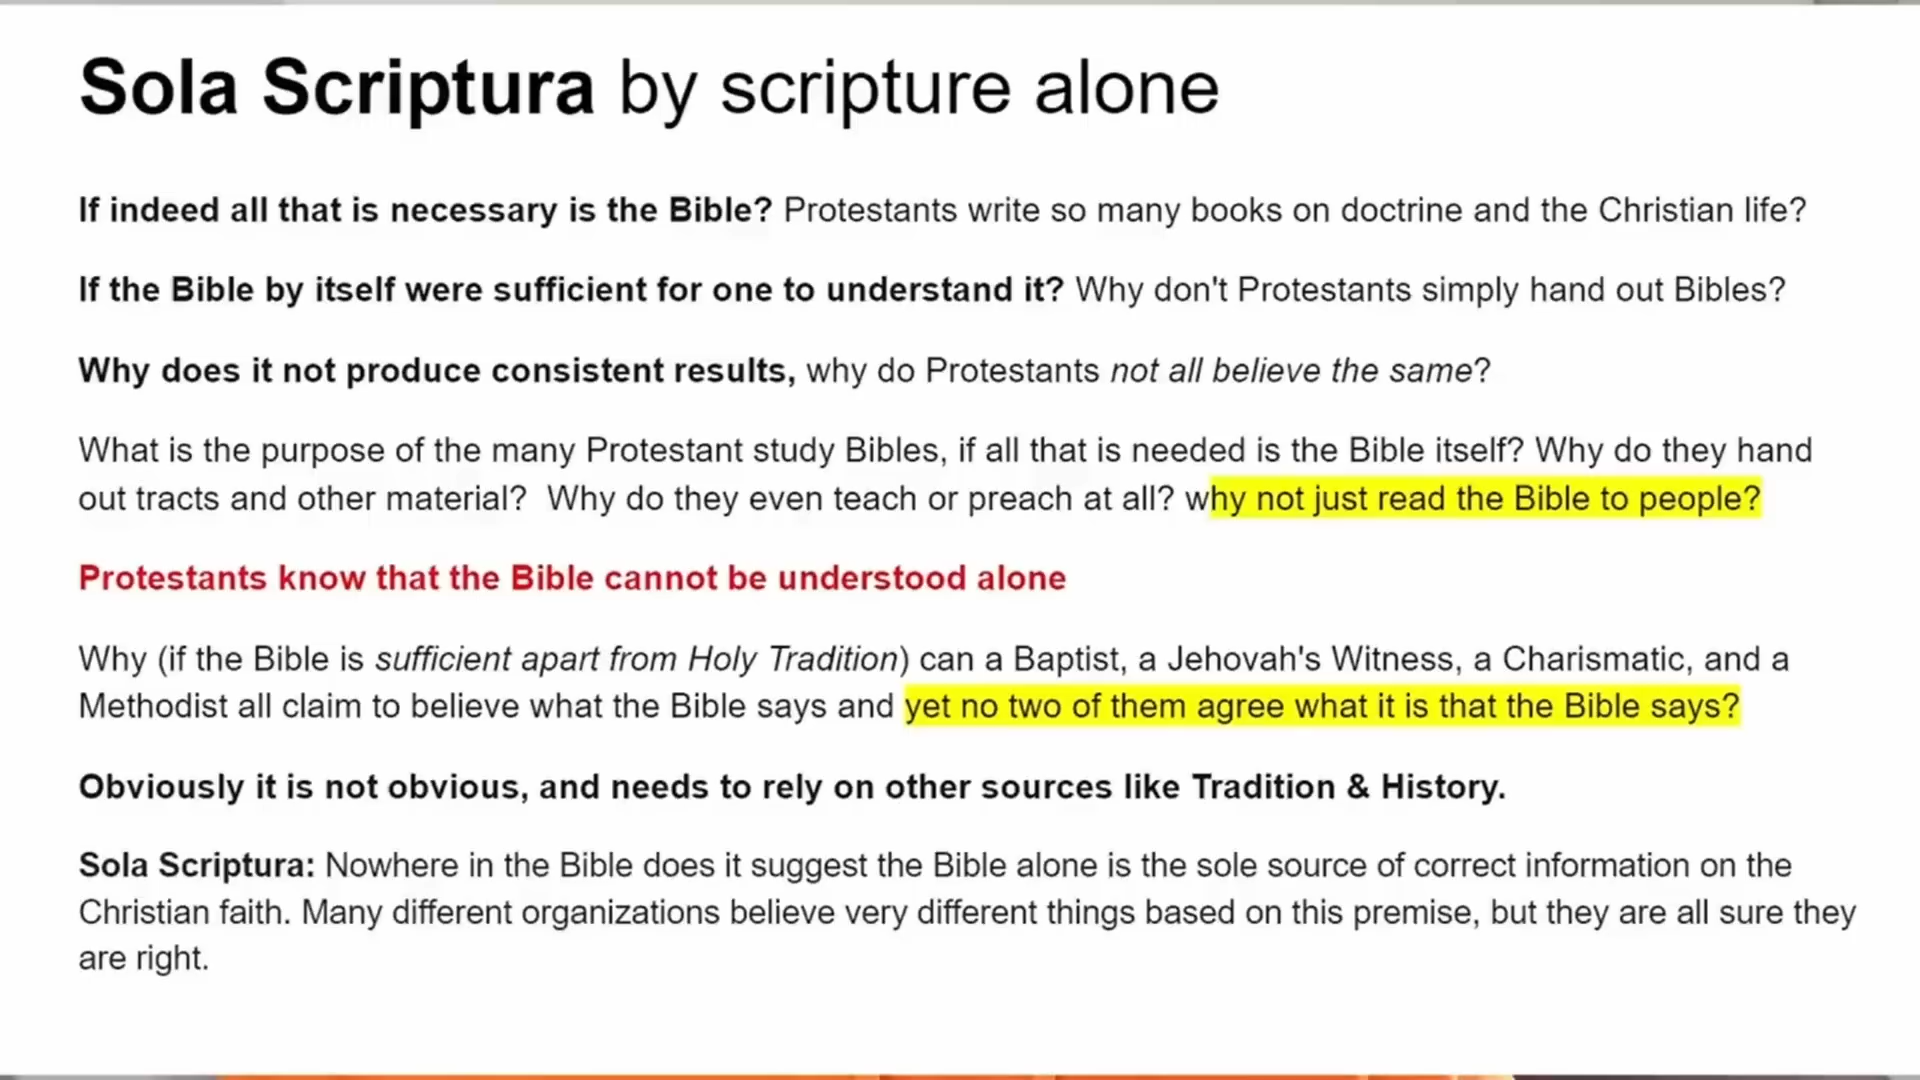 Sola Scriptura by scripture alone
If indeed all that is necessary is the Bible? Protestants write so many books on doctrine and the Christian life?
If the Bible by itself were sufficient for one to understand it? Why don't Protestants simply hand out Bibles?
Why does it not produce consistent results, why do Protestants not all believe the same?
What is the purpose of the many Protestant study Bibles, if all that is needed is the Bible itself? Why do they hand
out tracts and other material?  Why do they even teach or preach at all? why not just read the Bible to people?
Protestants know that the Bible cannot be understood alone
Why (if the Bible is sufficient apart from Holy Tradition) can a Baptist, a Jehovah's Witness, a Charismatic, and a
Methodist all claim to believe what the Bible says and yet no two of them agree what it is that the Bible says?
Obviously it is not obvious, and needs to rely on other sources like Tradition & History.
Sola Scriptura: Nowhere in the Bible does it suggest the Bible alone is the sole source of correct information on the
Christian faith. Many different organizations believe very different things based on this premise, but they are all sure they
are right.